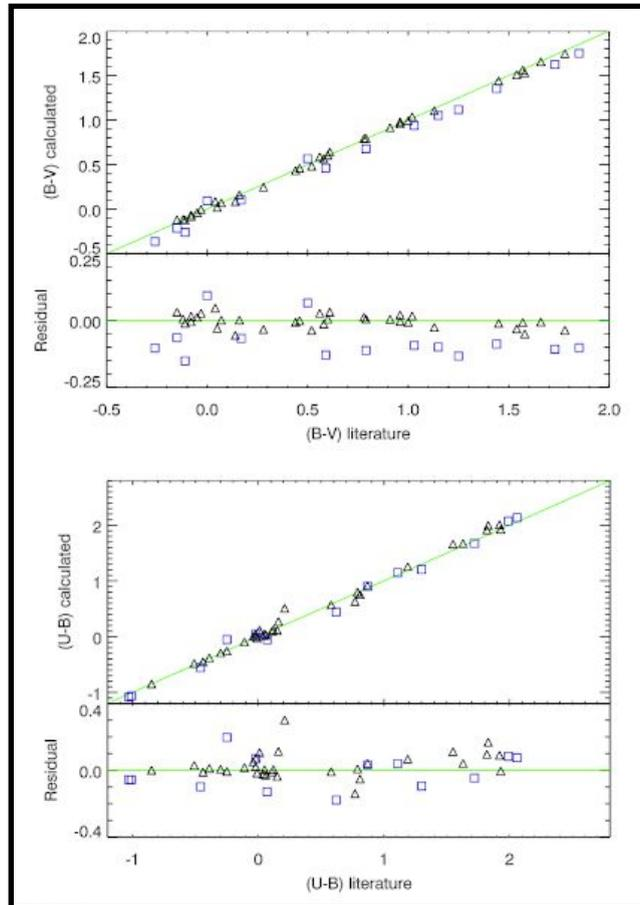 2.0
1.5
1.0
0.5
0.0
-0.5
(B-V) calculated
0.25
0.00
-0.25
Residual
-0.5 0.0 0.5 1.0 1.5 2.0
(B-V) literature
2
1
0
-1
(U-B) calculated
0.4
0.0
-0.4
Residual
-1 0 1 2
(U-B) literature